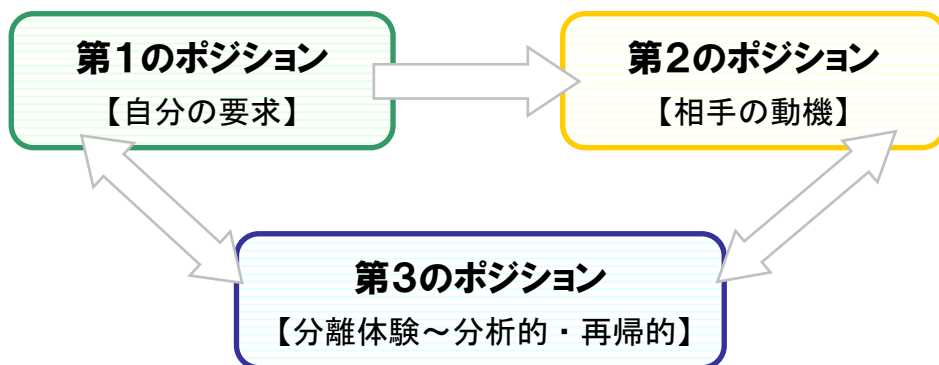 第1のポジション
【自分の要求】
第2のポジション
【相手の動機】
第3のポジション
【分離体験～分析的・再帰的】